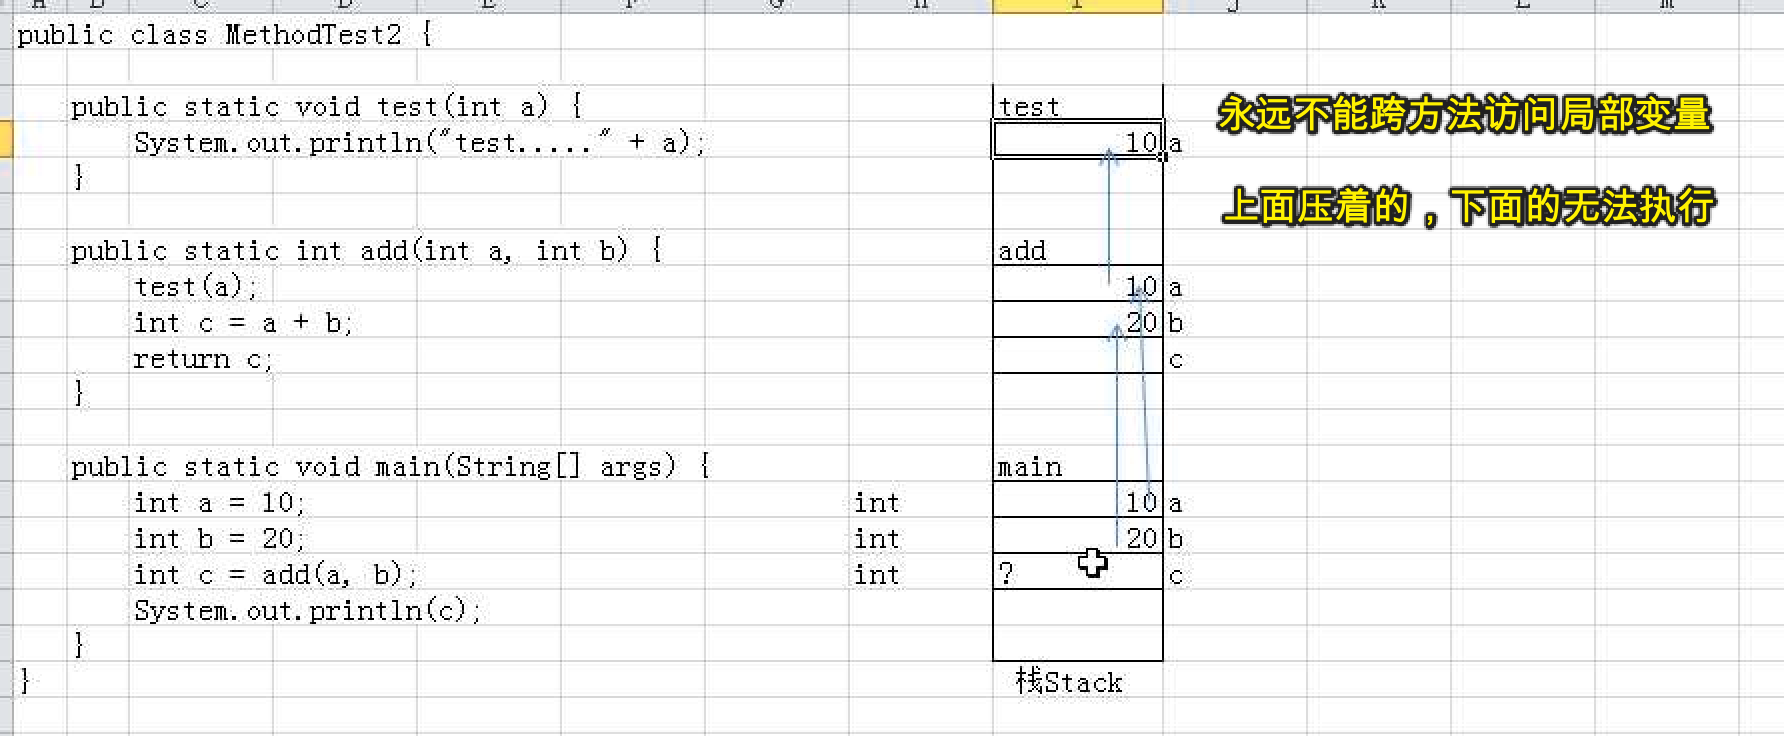 public class MethodTest2 {
public static void test(int a) {
test
永远不能跨方法访问局部变量
System.out.println("test....." + a);
10 a
}
上面压着的，下面的无法执行
public static int add(int a, int b) {
add
test(a);
10 a
int c = a + b;
20 b
return c;
c
}
public static void main(String[] args) {
main
int a = 10;
int
10 a
int b = 20;
int
20 b
int c = add(a, b);
int
? c
System.out.println(c);
}
}
栈Stack